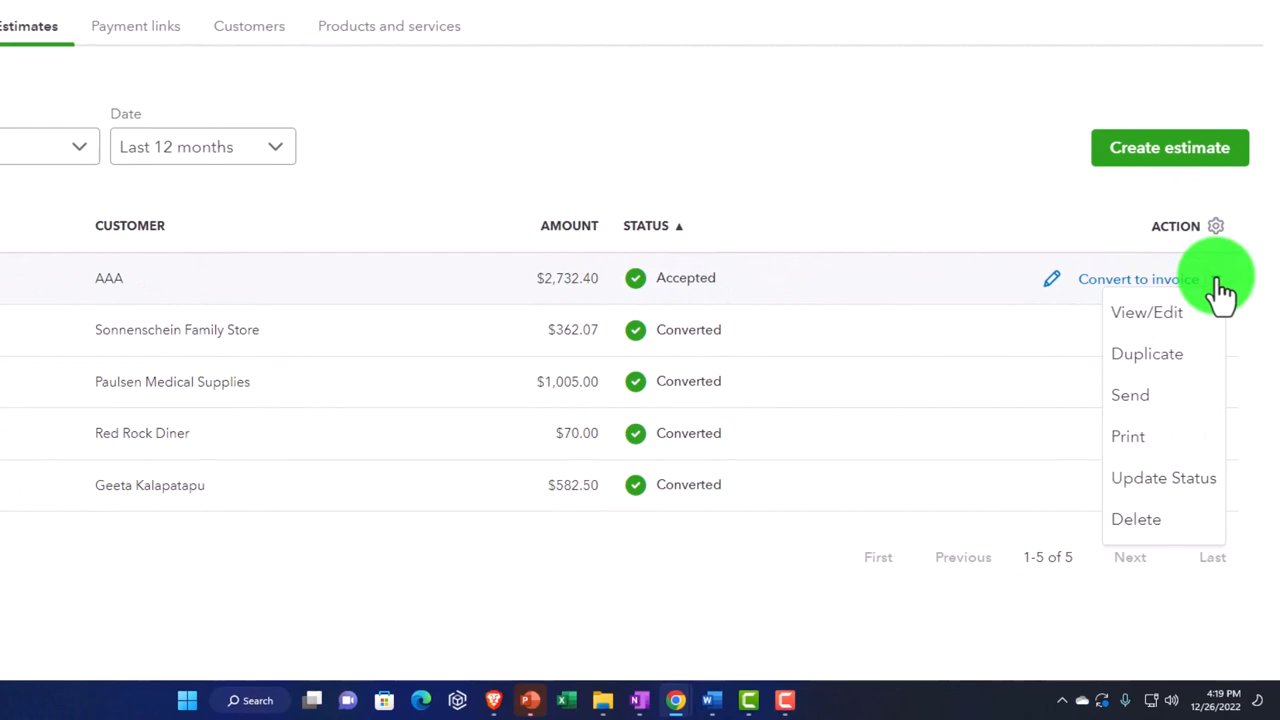 Estimates Payment links Customers Products and services
Date
Last 12 months
Create estimate
CUSTOMER AMOUNT STATUS ▲ ACTION
AAA $2,732.40 Accepted Convert to invoice
View/Edit
Sonnenschein Family Store $362.07 Converted
Duplicate
Paulsen Medical Supplies $1,005.00 Converted
Send
Red Rock Diner $70.00 Converted
Print
Geeta Kalapatapu $582.50 Converted
Update Status
Delete
First Previous 1-5 of 5 Next Last
Search
4:19 PM
12/26/2022